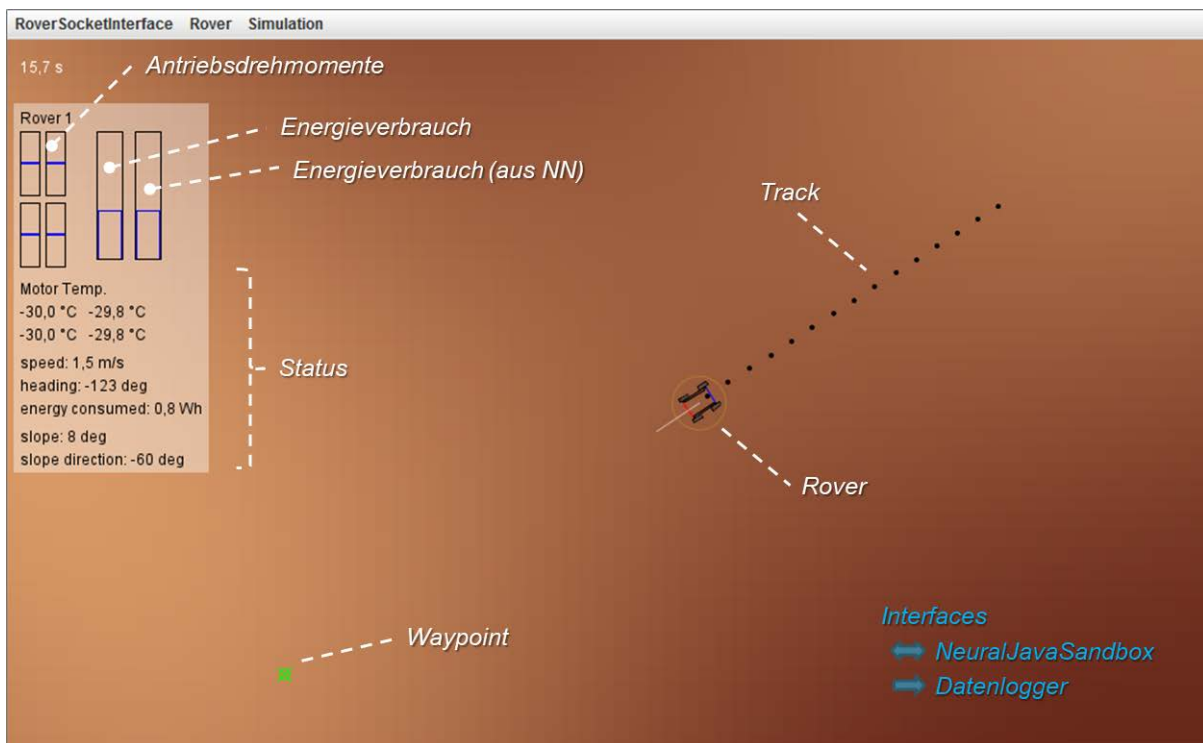 RoverSocketInterface Rover Simulation
15,7 s
Antriebsdrehmomente
Rover 1
Energieverbrauch
Energieverbrauch (aus NN)
Track
Motor Temp.
-30,0 °C -29,8 °C
-30,0 °C -29,8 °C
speed: 1,5 m/s
heading: -123 deg
energy consumed: 0,8 Wh
slope: 8 deg
slope direction: -60 deg
Status
Rover
Waypoint
Interfaces
NeuralJavaSandbox
Datenlogger